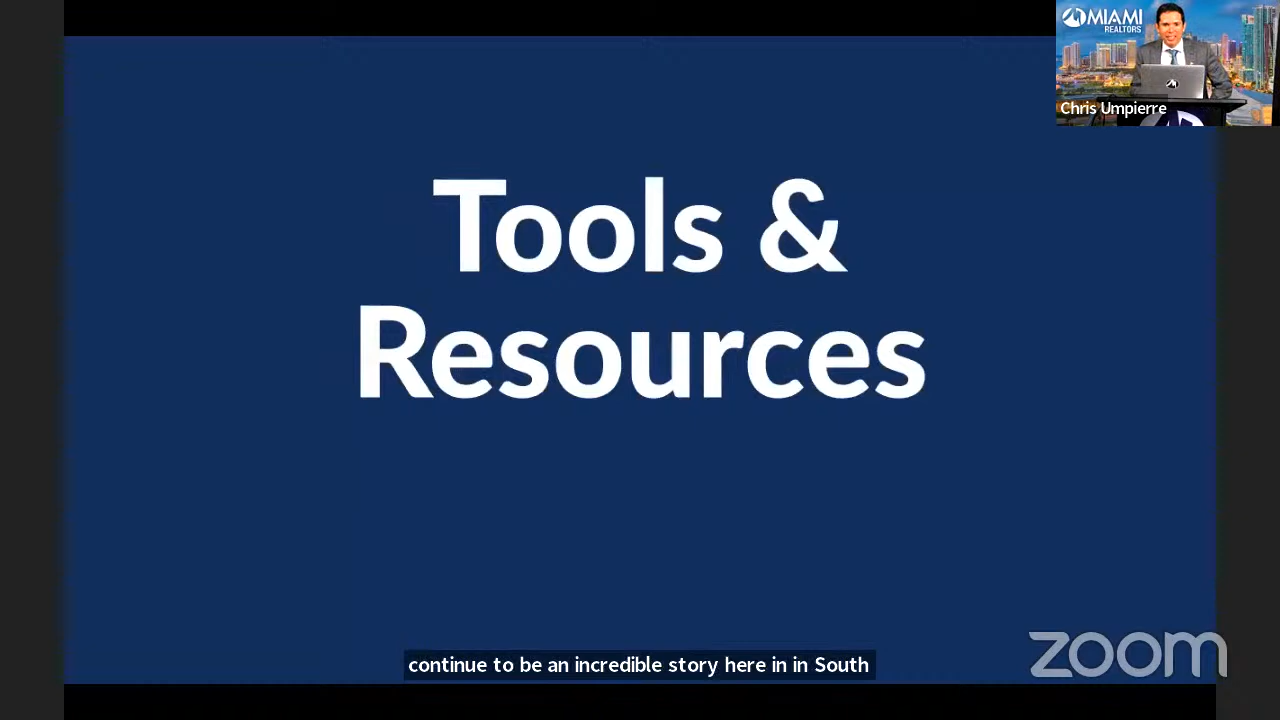 MIAMI
REALTORS
Chris Umpierre
Tools &
Resources
continue to be an incredible story here in in South
zoom